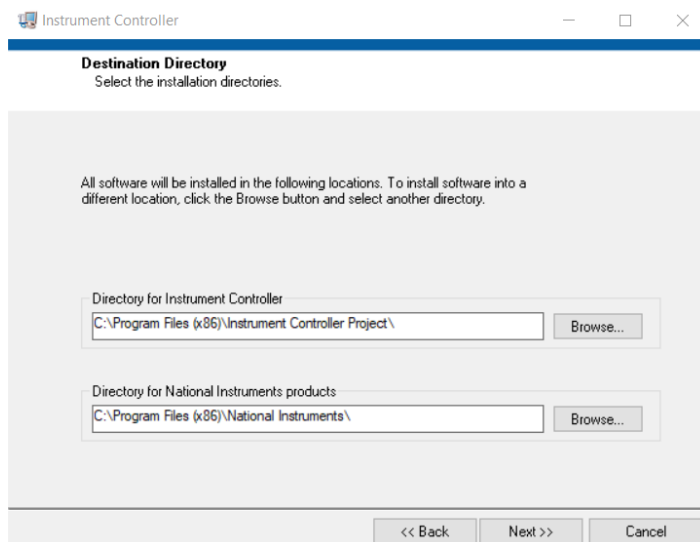 Instrument Controller
Destination Directory
Select the installation directories.
All software will be installed in the following locations. To install software into a
different location, click the Browse button and select another directory.
Directory for Instrument Controller
C:\Program Files (x86)\Instrument Controller Project\
Browse...
Directory for National Instruments products
C:\Program Files (x86)\National Instruments\
Browse...
<< Back
Next >>
Cancel